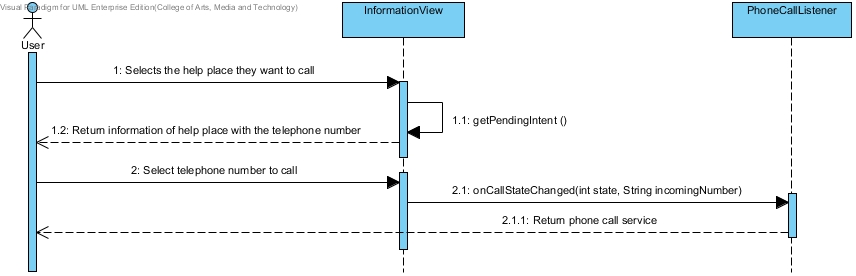 Visual Paradigm for UML Enterprise Edition(College of Arts, Media and Technology)
InformationView
PhoneCallListener
User
1: Selects the help place they want to call
1.1: getPendingIntent ()
1.2: Return information of help place with the telephone number
2: Select telephone number to call
2.1: onCallStateChanged(int state, String incomingNumber)
2.1.1: Return phone call service